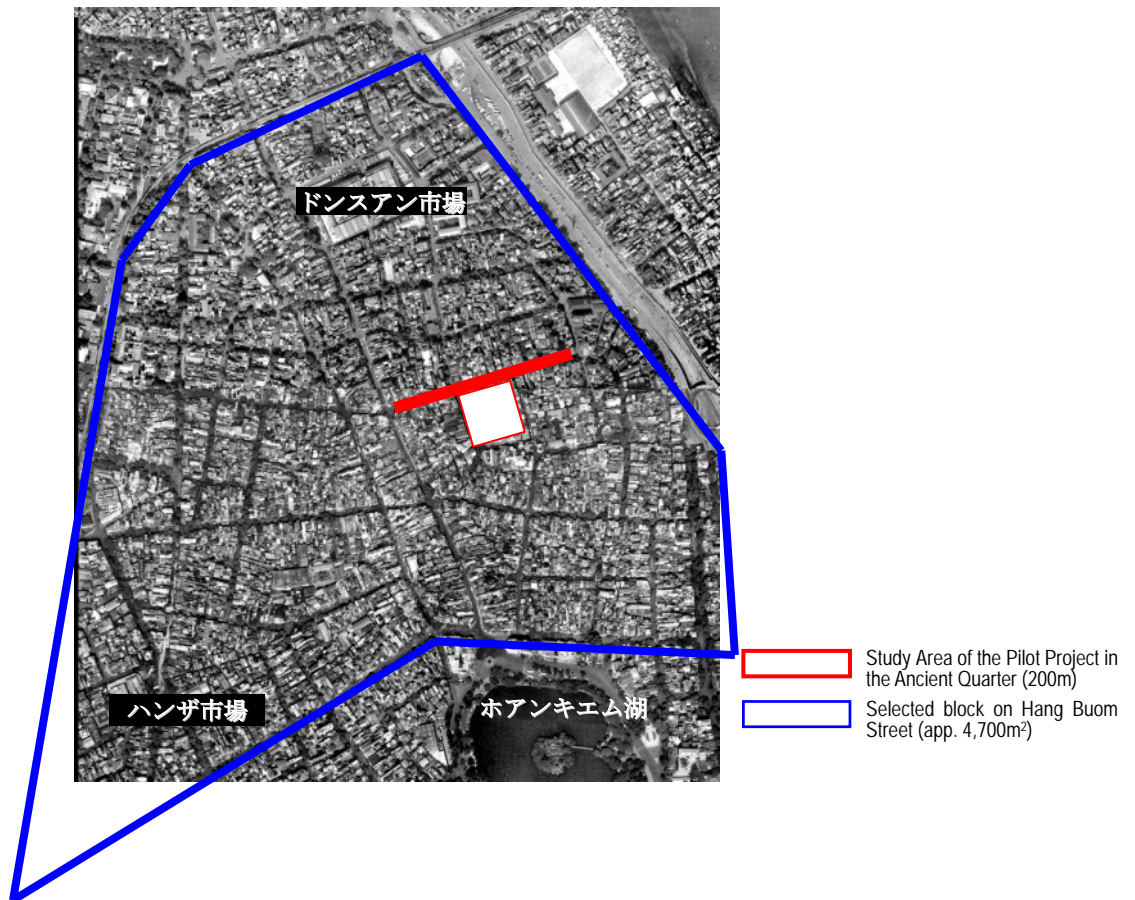 ドンスアン市場
ハンザ市場
ホアンキエム湖
Study Area of the Pilot Project in
the Ancient Quarter (200m)
Selected block on Hang Buom
Street (app. 4,700m²)